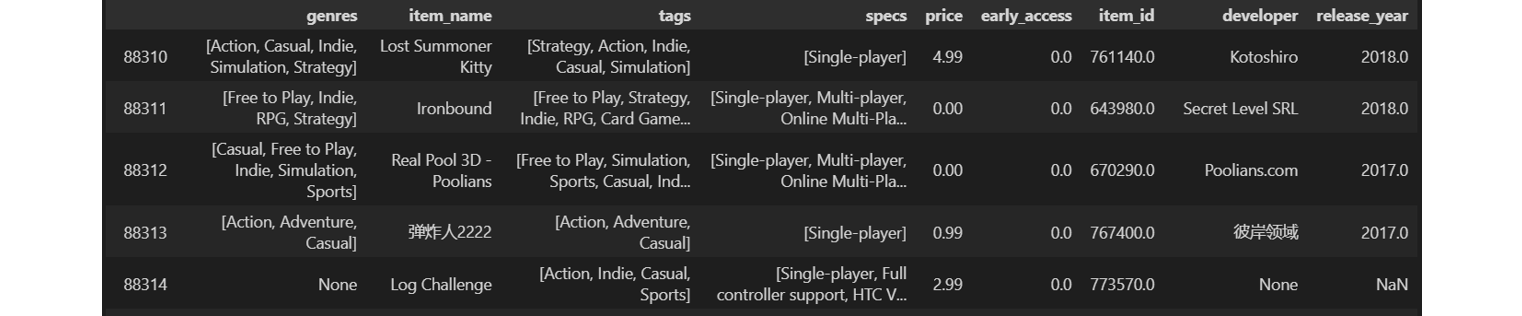 genres item_name tags specs price early_access item_id developer release_year
88310 [Action, Casual, Indie, Simulation, Strategy] Lost Summoner Kitty [Strategy, Action, Indie, Casual, Simulation] [Single-player] 4.99 0.0 761140.0 Kotoshiro 2018.0
88311 [Free to Play, Indie, RPG, Strategy] Ironbound [Free to Play, Strategy, Indie, RPG, Card Game... [Single-player, Multi-player, Online Multi-Pla... 0.00 0.0 643980.0 Secret Level SRL 2018.0
88312 [Casual, Free to Play, Indie, Simulation, Sports] Real Pool 3D - Poolians [Free to Play, Simulation, Sports, Casual, Ind... [Single-player, Multi-player, Online Multi-Pla... 0.00 0.0 670290.0 Poolians.com 2017.0
88313 [Action, Adventure, Casual] 弹炸人2222 [Action, Adventure, Casual] [Single-player] 0.99 0.0 767400.0 彼岸领域 2017.0
88314 None Log Challenge [Action, Indie, Casual, Sports] [Single-player, Full controller support, HTC V... 2.99 0.0 773570.0 None NaN